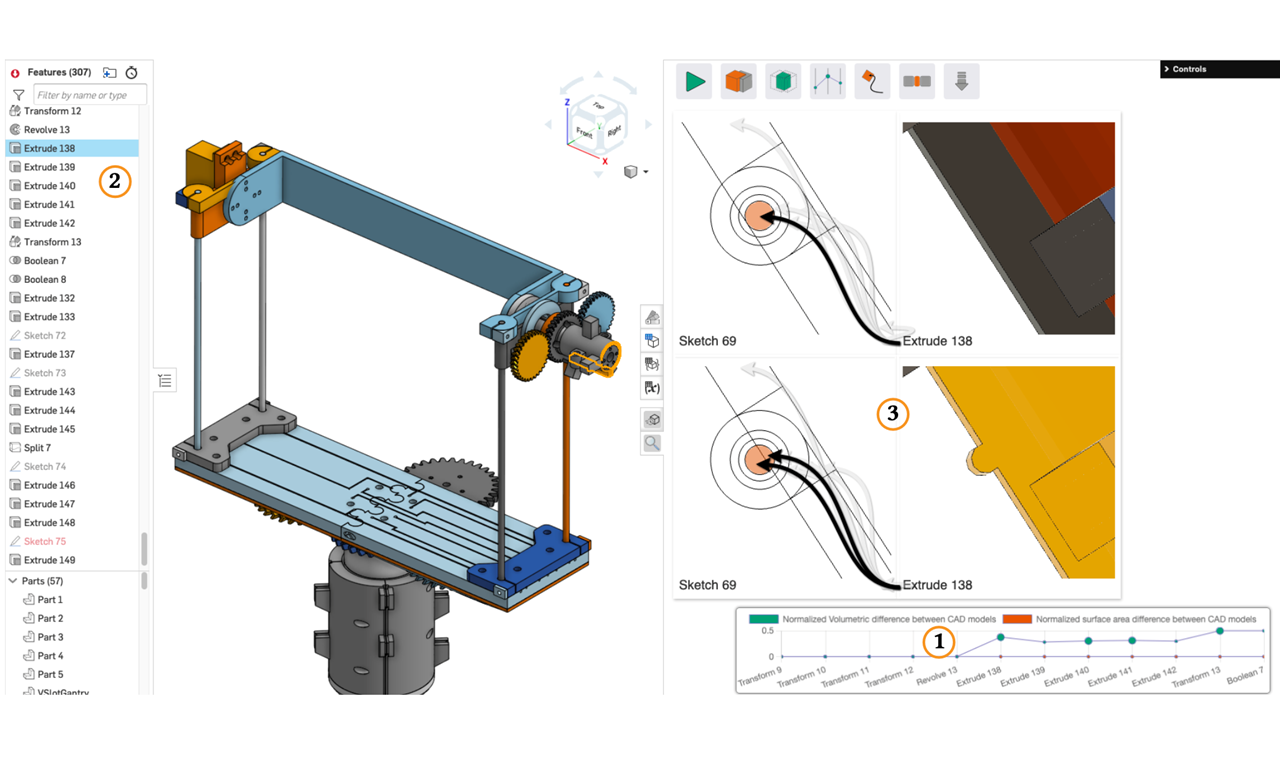 Features (307)
Filter by name or type
Transform 12
Revolve 13
Extrude 138
Extrude 139
Extrude 140
Extrude 141
Extrude 142
Transform 13
Boolean 7
Boolean 8
Extrude 132
Extrude 133
Sketch 72
Extrude 137
Sketch 73
Extrude 143
Extrude 144
Extrude 145
Split 7
Sketch 74
Extrude 146
Extrude 147
Extrude 148
Sketch 75
Extrude 149
Parts (57)
Part 1
Part 2
Part 3
Part 4
Part 5
VSlotGantry
2
Z
Top
Front
Right
X
(x)
Controls
Sketch 69
Extrude 138
3
Sketch 69
Extrude 138
Normalized Volumetric difference between CAD models
Normalized surface area difference between CAD models
1
0.5
0
Transform 9
Transform 10
Transform 11
Transform 12
Revolve 13
Extrude 138
Extrude 139
Extrude 140
Extrude 141
Extrude 142
Transform 13
Boolean 7